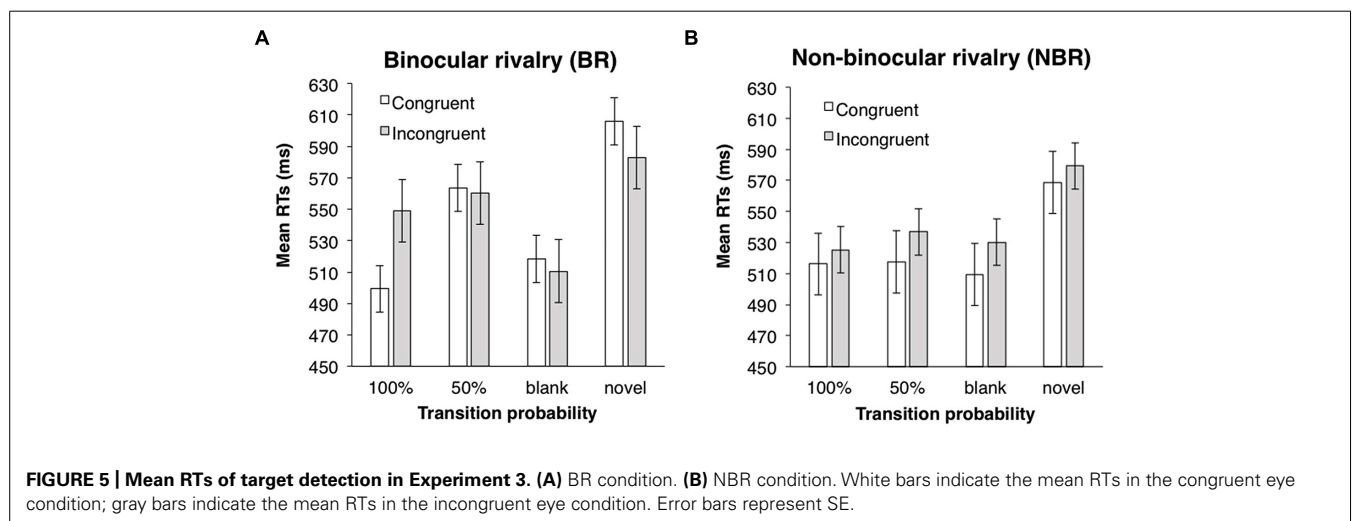 A
Binocular rivalry (BR)
630
610
590
570
550
530
510
490
470
450
Mean RTs (ms)
Congruent
Incongruent
100% 50% blank novel
Transition probability
B
Non-binocular rivalry (NBR)
630
610
590
570
550
530
510
490
470
450
Mean RTs (ms)
Congruent
Incongruent
100% 50% blank novel
Transition probability
FIGURE 5 | Mean RTs of target detection in Experiment 3. (A) BR condition. (B) NBR condition. White bars indicate the mean RTs in the congruent eye
condition; gray bars indicate the mean RTs in the incongruent eye condition. Error bars represent SE.